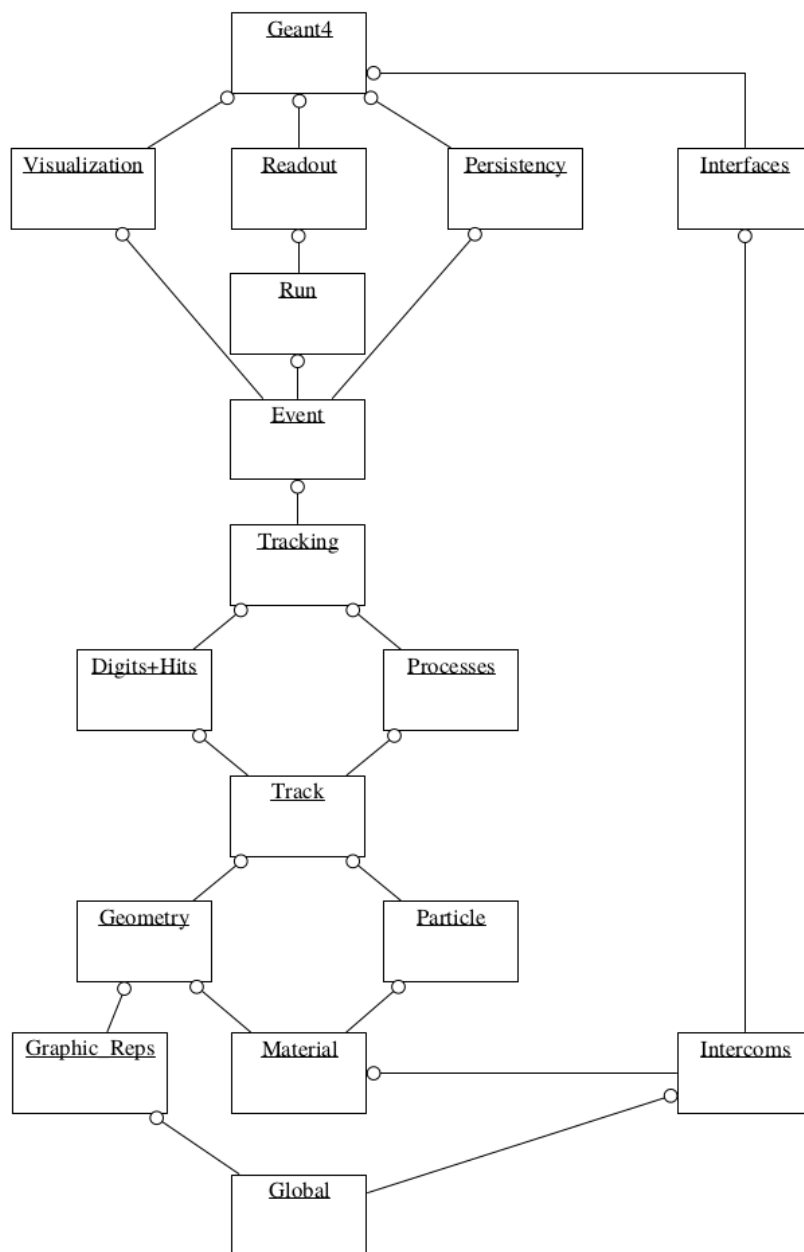 Geant4
Visualization
Readout
Persistency
Interfaces
Run
Event
Tracking
Digits+Hits
Processes
Track
Geometry
Particle
Graphic_Reps
Material
Intercoms
Global